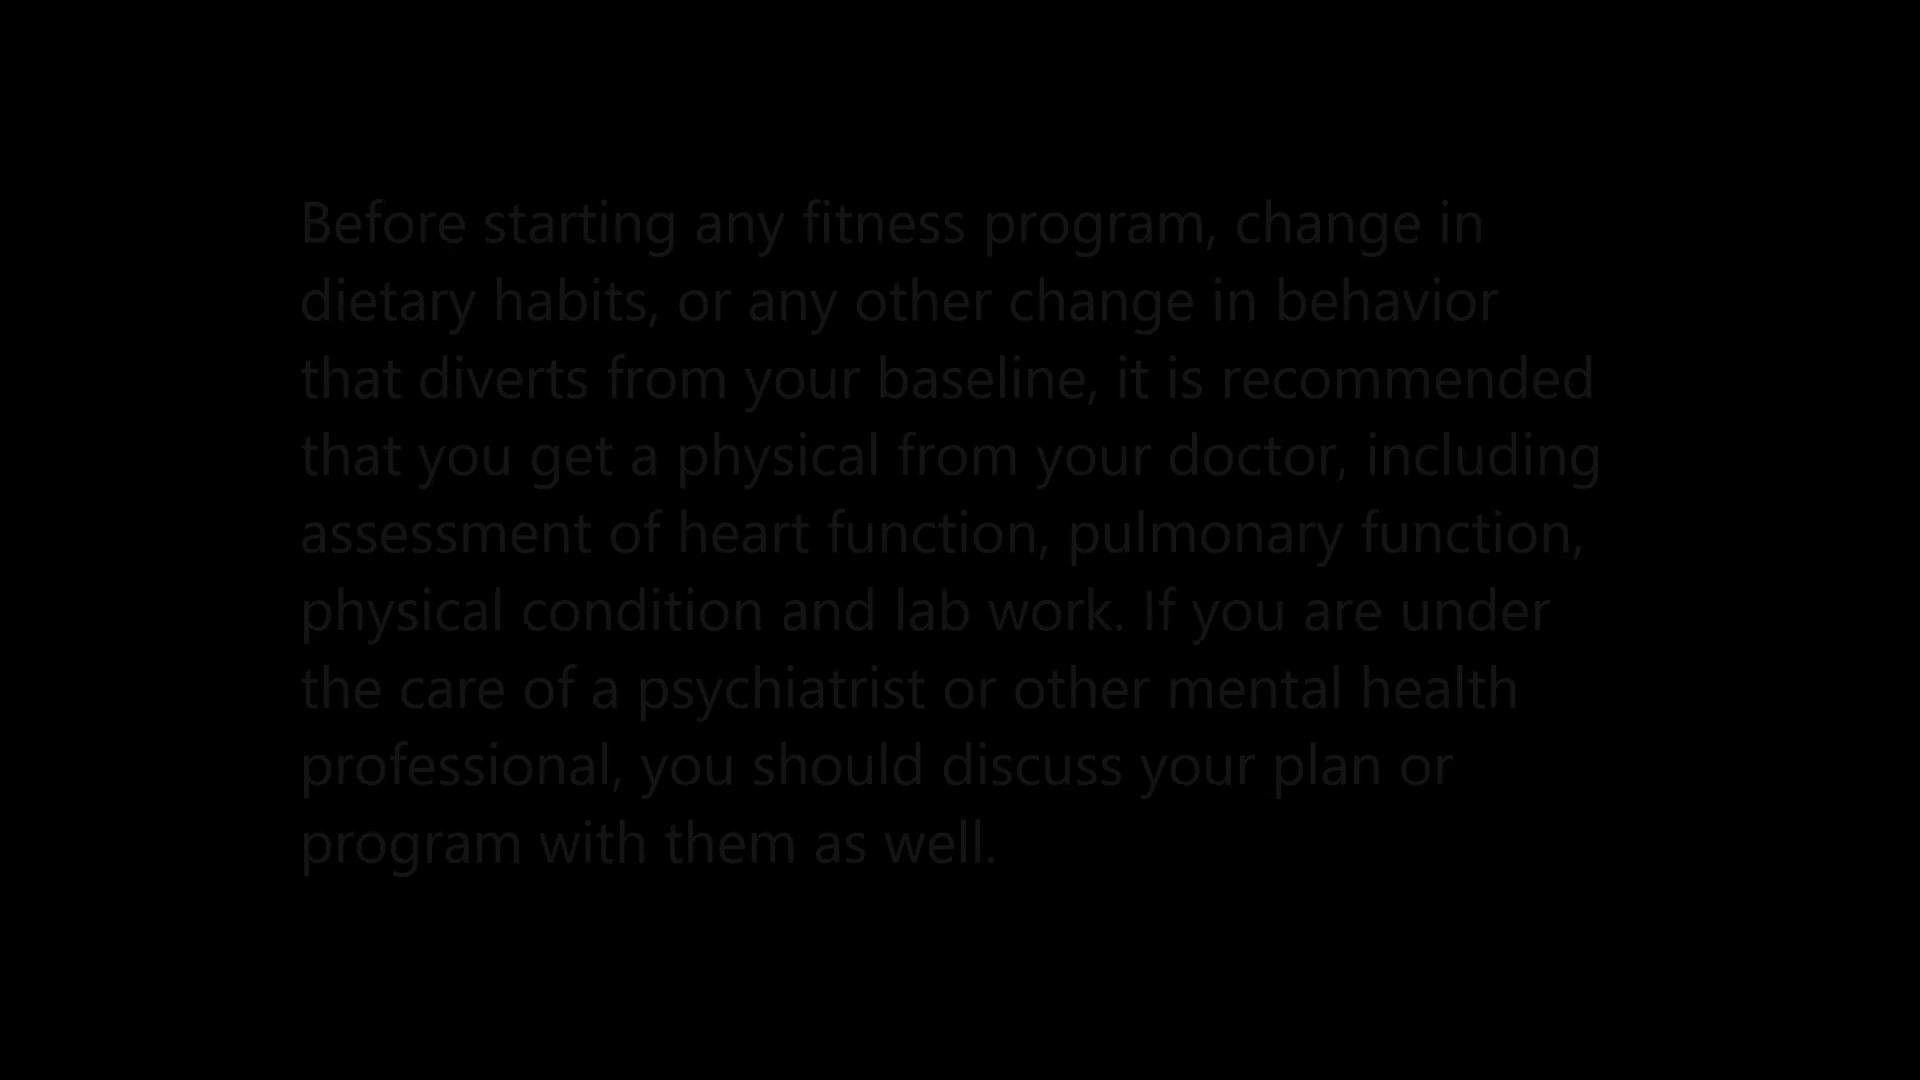 Before starting any fitness program, change in
dietary habits, or any other change in behavior
that diverts from your baseline, it is recommended
that you get a physical from your doctor, including
assessment of heart function, pulmonary function,
physical condition and lab work. If you are under
the care of a psychiatrist or other mental health
professional, you should discuss your plan or
program with them as well.